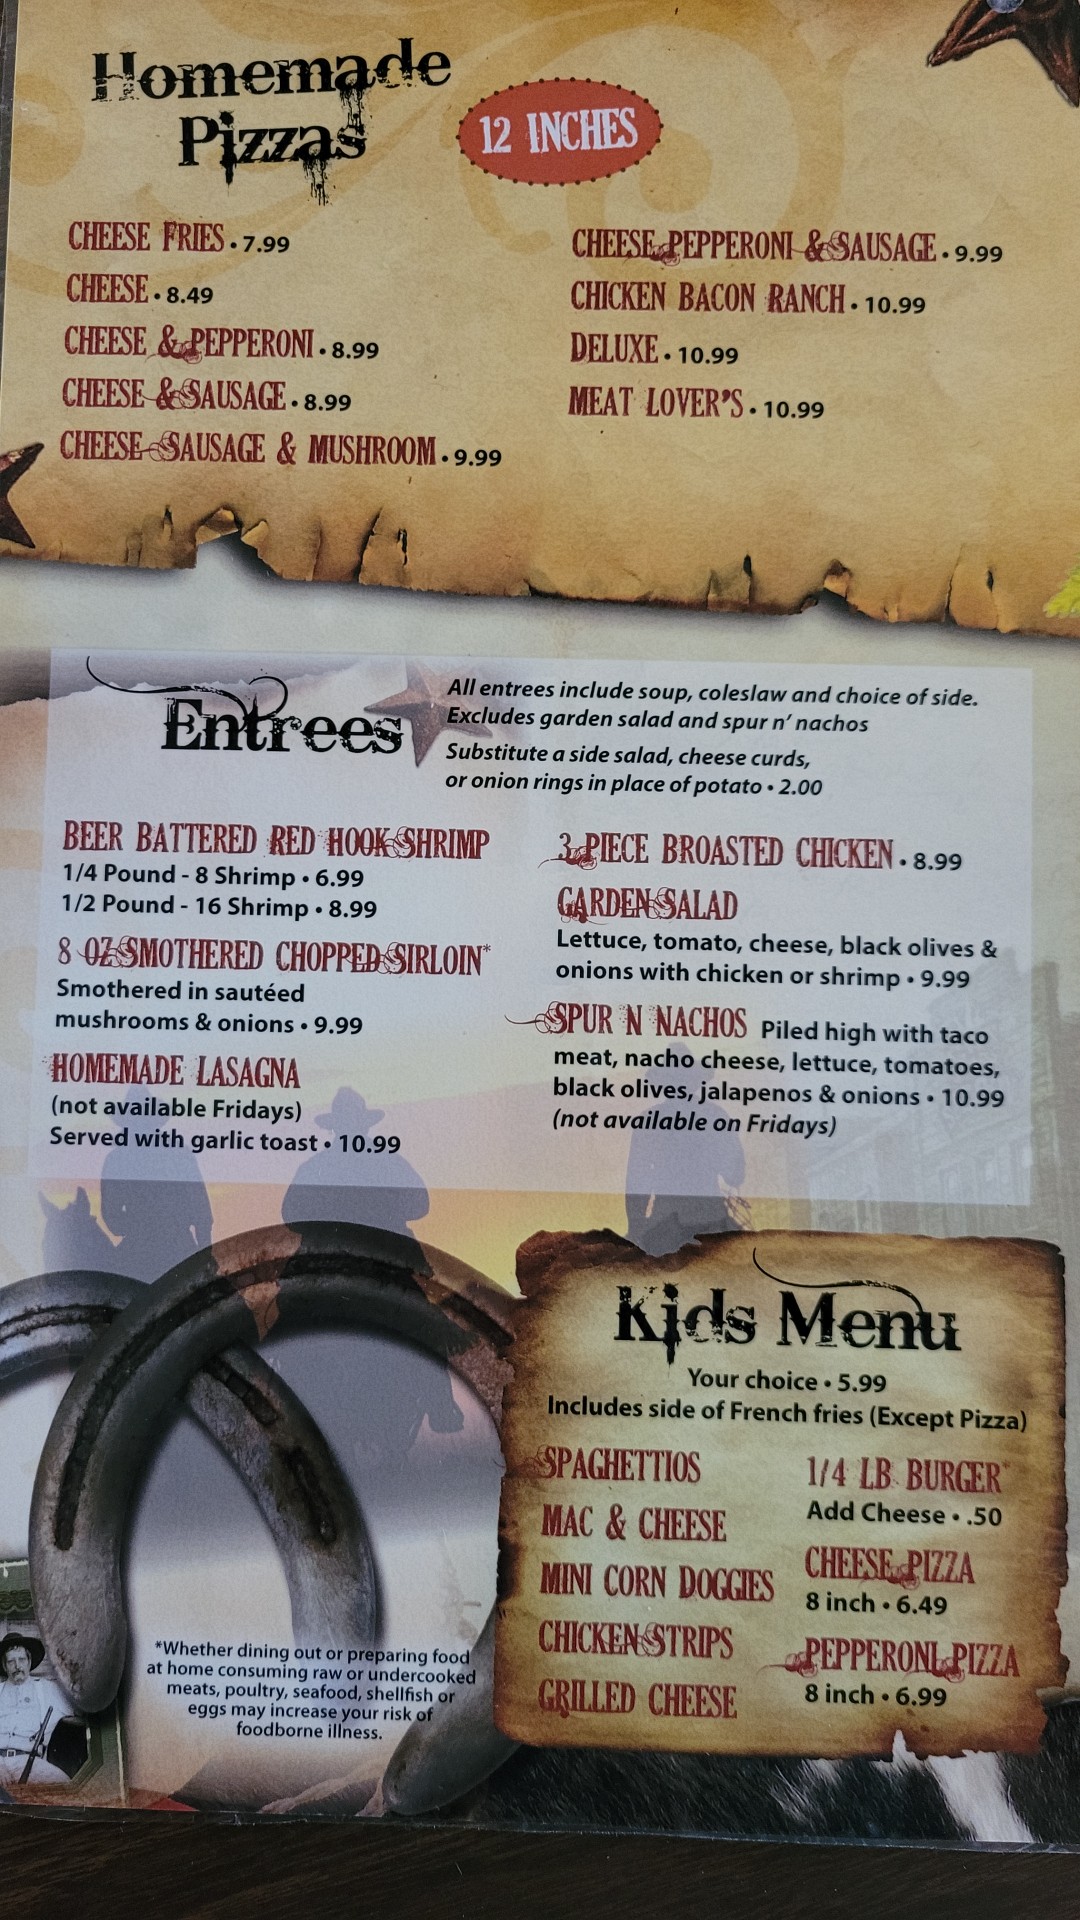 Homemade
Pizzas
12 INCHES
CHEESE FRIES • 7.99
CHEESE • 8.49
CHEESE & PEPPERONI • 8.99
CHEESE & SAUSAGE • 8.99
CHEESE SAUSAGE & MUSHROOM • 9.99
CHEESE, PEPPERONI & SAUSAGE • 9.99
CHICKEN BACON RANCH • 10.99
DELUXE • 10.99
MEAT LOVER'S • 10.99
Entrees
All entrees include soup, coleslaw and choice of side.
Excludes garden salad and spur n' nachos
Substitute a side salad, cheese curds,
or onion rings in place of potato • 2.00
BEER BATTERED RED HOOK SHRIMP
1/4 Pound - 8 Shrimp • 6.99
1/2 Pound - 16 Shrimp • 8.99
8 OZ SMOTHERED CHOPPED SIRLOIN*
Smothered in sautéed
mushrooms & onions • 9.99
HOMEMADE LASAGNA
(not available Fridays)
Served with garlic toast • 10.99
3 PIECE BROASTED CHICKEN • 8.99
GARDEN SALAD
Lettuce, tomato, cheese, black olives &
onions with chicken or shrimp • 9.99
SPUR N NACHOS Piled high with taco
meat, nacho cheese, lettuce, tomatoes,
black olives, jalapenos & onions • 10.99
(not available on Fridays)
Kids Menu
Your choice • 5.99
Includes side of French fries (Except Pizza)
SPAGHETTIOS
MAC & CHEESE
MINI CORN DOGGIES
CHICKEN STRIPS
GRILLED CHEESE
1/4 LB BURGER*
Add Cheese • .50
CHEESE PIZZA
8 inch • 6.49
PEPPERONI PIZZA
8 inch • 6.99
*Whether dining out or preparing food
at home consuming raw or undercooked
meats, poultry, seafood, shellfish or
eggs may increase your risk of
foodborne illness.